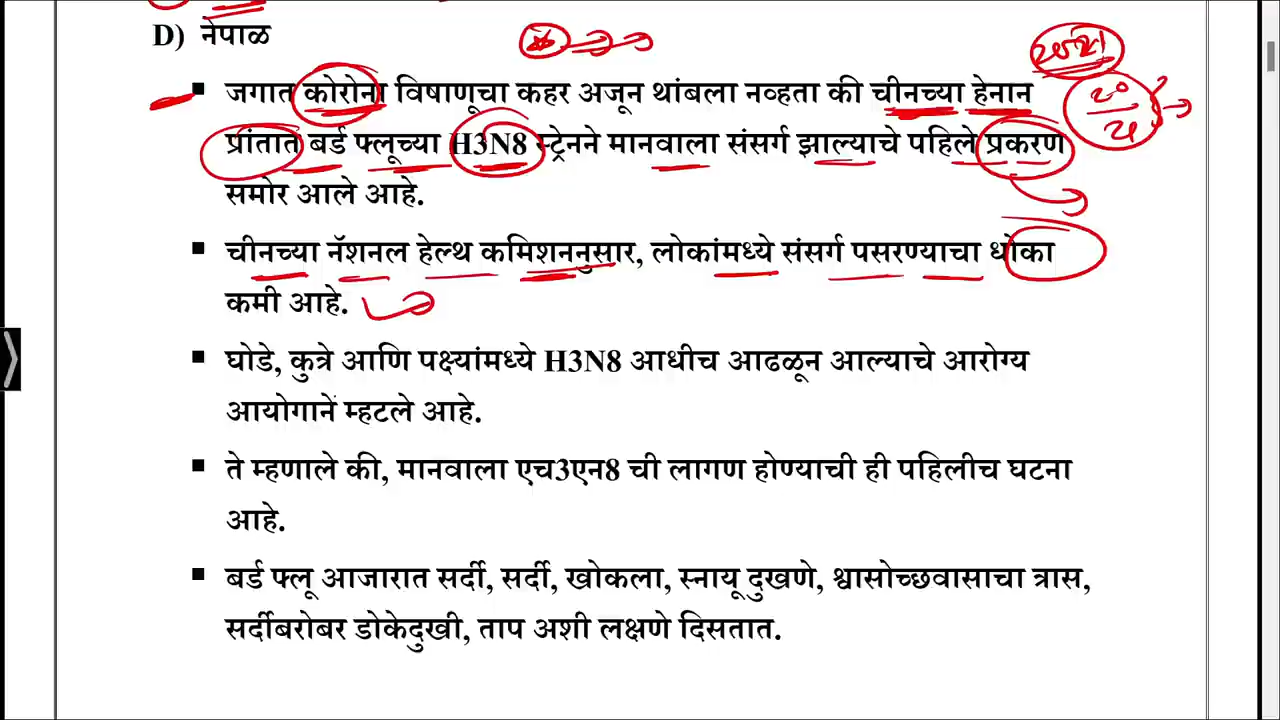 D) नेपाळ
जगात कोरोना विषाणूचा कहर अजून थांबला नव्हता की चीनच्या हेनान
प्रांतात बर्ड फ्लूच्या H3N8 स्ट्रेनने मानवाला संसर्ग झाल्याचे पहिले प्रकरण
समोर आले आहे.
चीनच्या नॅशनल हेल्थ कमिशननुसार, लोकांमध्ये संसर्ग पसरण्याचा धोका
कमी आहे.
घोडे, कुत्रे आणि पक्ष्यांमध्ये H3N8 आधीच आढळून आल्याचे आरोग्य
आयोगानें म्हटले आहे.
ते म्हणाले की, मानवाला एच3एन8 ची लागण होण्याची ही पहिलीच घटना
आहे.
बर्ड फ्लू आजारात सर्दी, सर्दी, खोकला, स्नायू दुखणे, श्वासोच्छवासाचा त्रास,
सर्दीबरोबर डोकेदुखी, ताप अशी लक्षणे दिसतात.